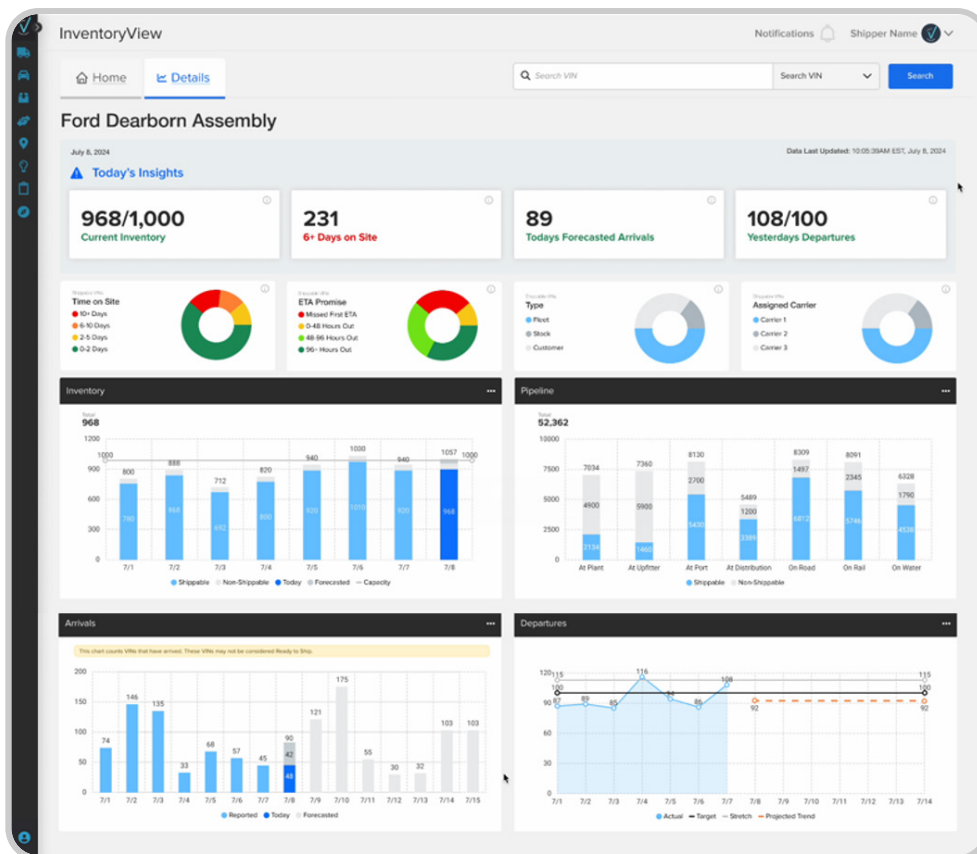 InventoryView
Notifications
Shipper Name
Home
Details
Search VIN
Search VIN
Search
Ford Dearborn Assembly
July 8, 2024
Data Last Updated: 10:05:39AM EST, July 8, 2024
Today's Insights
968/1,000
Current Inventory
231
6+ Days on Site
89
Todays Forecasted Arrivals
108/100
Yesterdays Departures
Shippable VINs
Time on Site
10+ Days
6-10 Days
2-5 Days
0-2 Days
Shippable VINs
ETA Promise
Missed First ETA
0-48 Hours Out
48-96 Hours Out
96+ Hours Out
Shippable VINs
Type
Fleet
Stock
Customer
Shippable VINs
Assigned Carrier
Carrier 1
Carrier 2
Carrier 3
Inventory
Total
968
1200
900
600
300
0
1000
800
888
712
820
940
1030
940
1057
1000
780
868
692
800
920
1010
920
968
7/1 7/2 7/3 7/4 7/5 7/6 7/7 7/8
Shippable Non-Shippable Today Forecasted Capacity
Pipeline
Total
52,362
10000
7500
5000
2500
0
7034
7360
8130
5489
8309
8091
6328
4900
5900
2700
1200
1497
2345
1790
2134
1460
5430
3389
6812
5746
4538
At Plant At Upfitter At Port At Distribution On Road On Rail On Water
Shippable Non-Shippable
Arrivals
This chart counts VINs that have arrived. These VINs may not be considered Ready to Ship.
200
150
100
50
0
74
146
135
33
68
57
45
90
42
48
121
175
55
30
32
103
103
7/1 7/2 7/3 7/4 7/5 7/6 7/7 7/8 7/9 7/10 7/11 7/12 7/13 7/14 7/15
Reported Today Forecasted
Departures
120
90
60
30
0
115
100
87
89
85
116
94
86
108
92
115
100
92
7/1 7/2 7/3 7/4 7/5 7/6 7/7 7/8 7/9 7/10 7/11 7/12 7/13 7/14
Actual Target Stretch Projected Trend